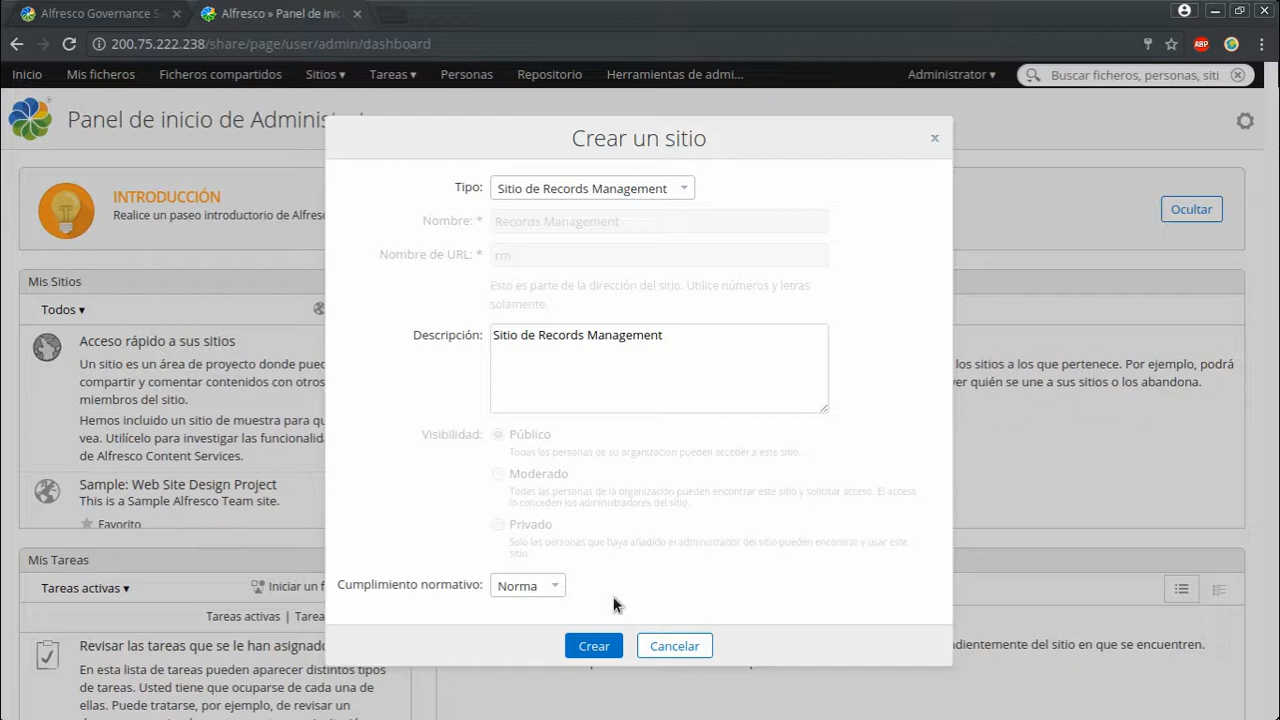 Alfresco Governance S
Alfresco » Panel de inic
200.75.222.238/share/page/user/admin/dashboard
ABP
Inicio Mis ficheros Ficheros compartidos Sitios ▾ Tareas ▾ Personas Repositorio Herramientas de admi... Administrator ▾ Buscar ficheros, personas, siti
Panel de inicio de Administ
Crear un sitio
INTRODUCCIÓN
Realice un paseo introductorio de Alfres
Ocultar
Tipo: Sitio de Records Management
Nombre: * Records Management
Nombre de URL: * rm
Esto es parte de la dirección del sitio. Utilice números y letras
solamente.
Descripción: Sitio de Records Management
Visibilidad: Público
Todas las personas de su organización pueden acceder a este sitio.
Moderado
Todas las personas de la organización pueden encontrar este sitio y solicitar acceso. El acceso
lo conceden los administradores del sitio.
Privado
Solo las personas que haya añadido el administrador del sitio pueden encontrar y usar este
sitio.
Cumplimiento normativo: Norma
Crear Cancelar
Mis Sitios
Todos ▾
Acceso rápido a sus sitios
Un sitio es un área de proyecto donde pued
compartir y comentar contenidos con otros
miembros del sitio.
Hemos incluido un sitio de muestra para qu
vea. Utilícelo para investigar las funcionalida
de Alfresco Content Services.
Sample: Web Site Design Project
This is a Sample Alfresco Team site.
Favorito
los sitios a los que pertenece. Por ejemplo, podrá
ver quién se une a sus sitios o los abandona.
Mis Tareas
Tareas activas ▾ Iniciar un f
Tareas activas | Tarea
Revisar las tareas que se le han asignado
En esta lista de tareas pueden aparecer distintos tipos
de tareas. Usted tiene que ocuparse de cada una de
ellas. Puede tratarse, por ejemplo, de revisar un
pendientemente del sitio en que se encuentren.